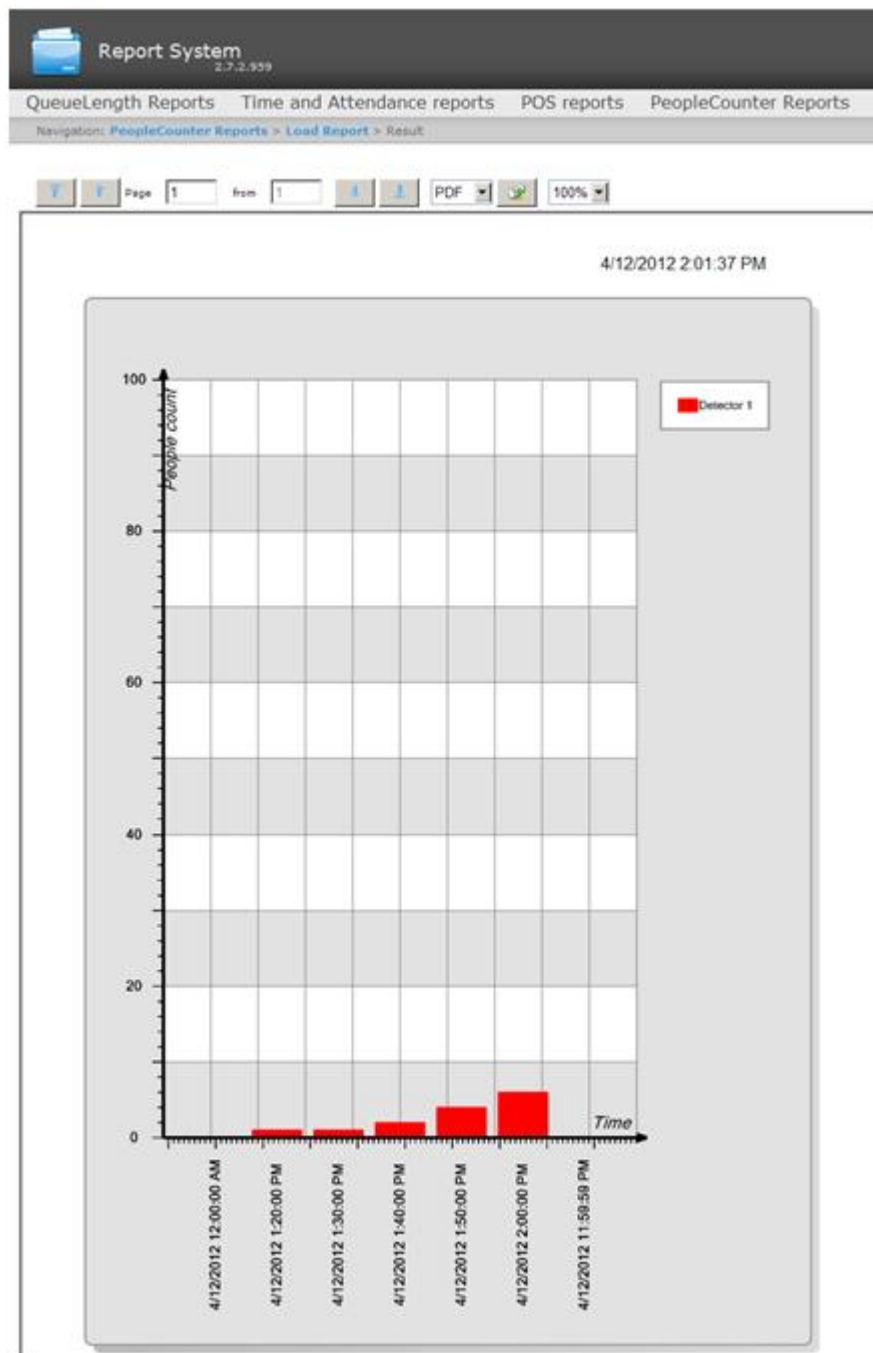 Report System
2.7.2.959
QueueLength Reports Time and Attendance reports POS reports PeopleCounter Reports
Navigation: PeopleCounter Reports > Load Report > Result
Page 1 from 1 PDF 100%
4/12/2012 2:01:37 PM
People count
Detector 1
100
80
60
40
20
0
Time
4/12/2012 12:00:00 AM
4/12/2012 1:20:00 PM
4/12/2012 1:30:00 PM
4/12/2012 1:40:00 PM
4/12/2012 1:50:00 PM
4/12/2012 2:00:00 PM
4/12/2012 11:59:59 PM